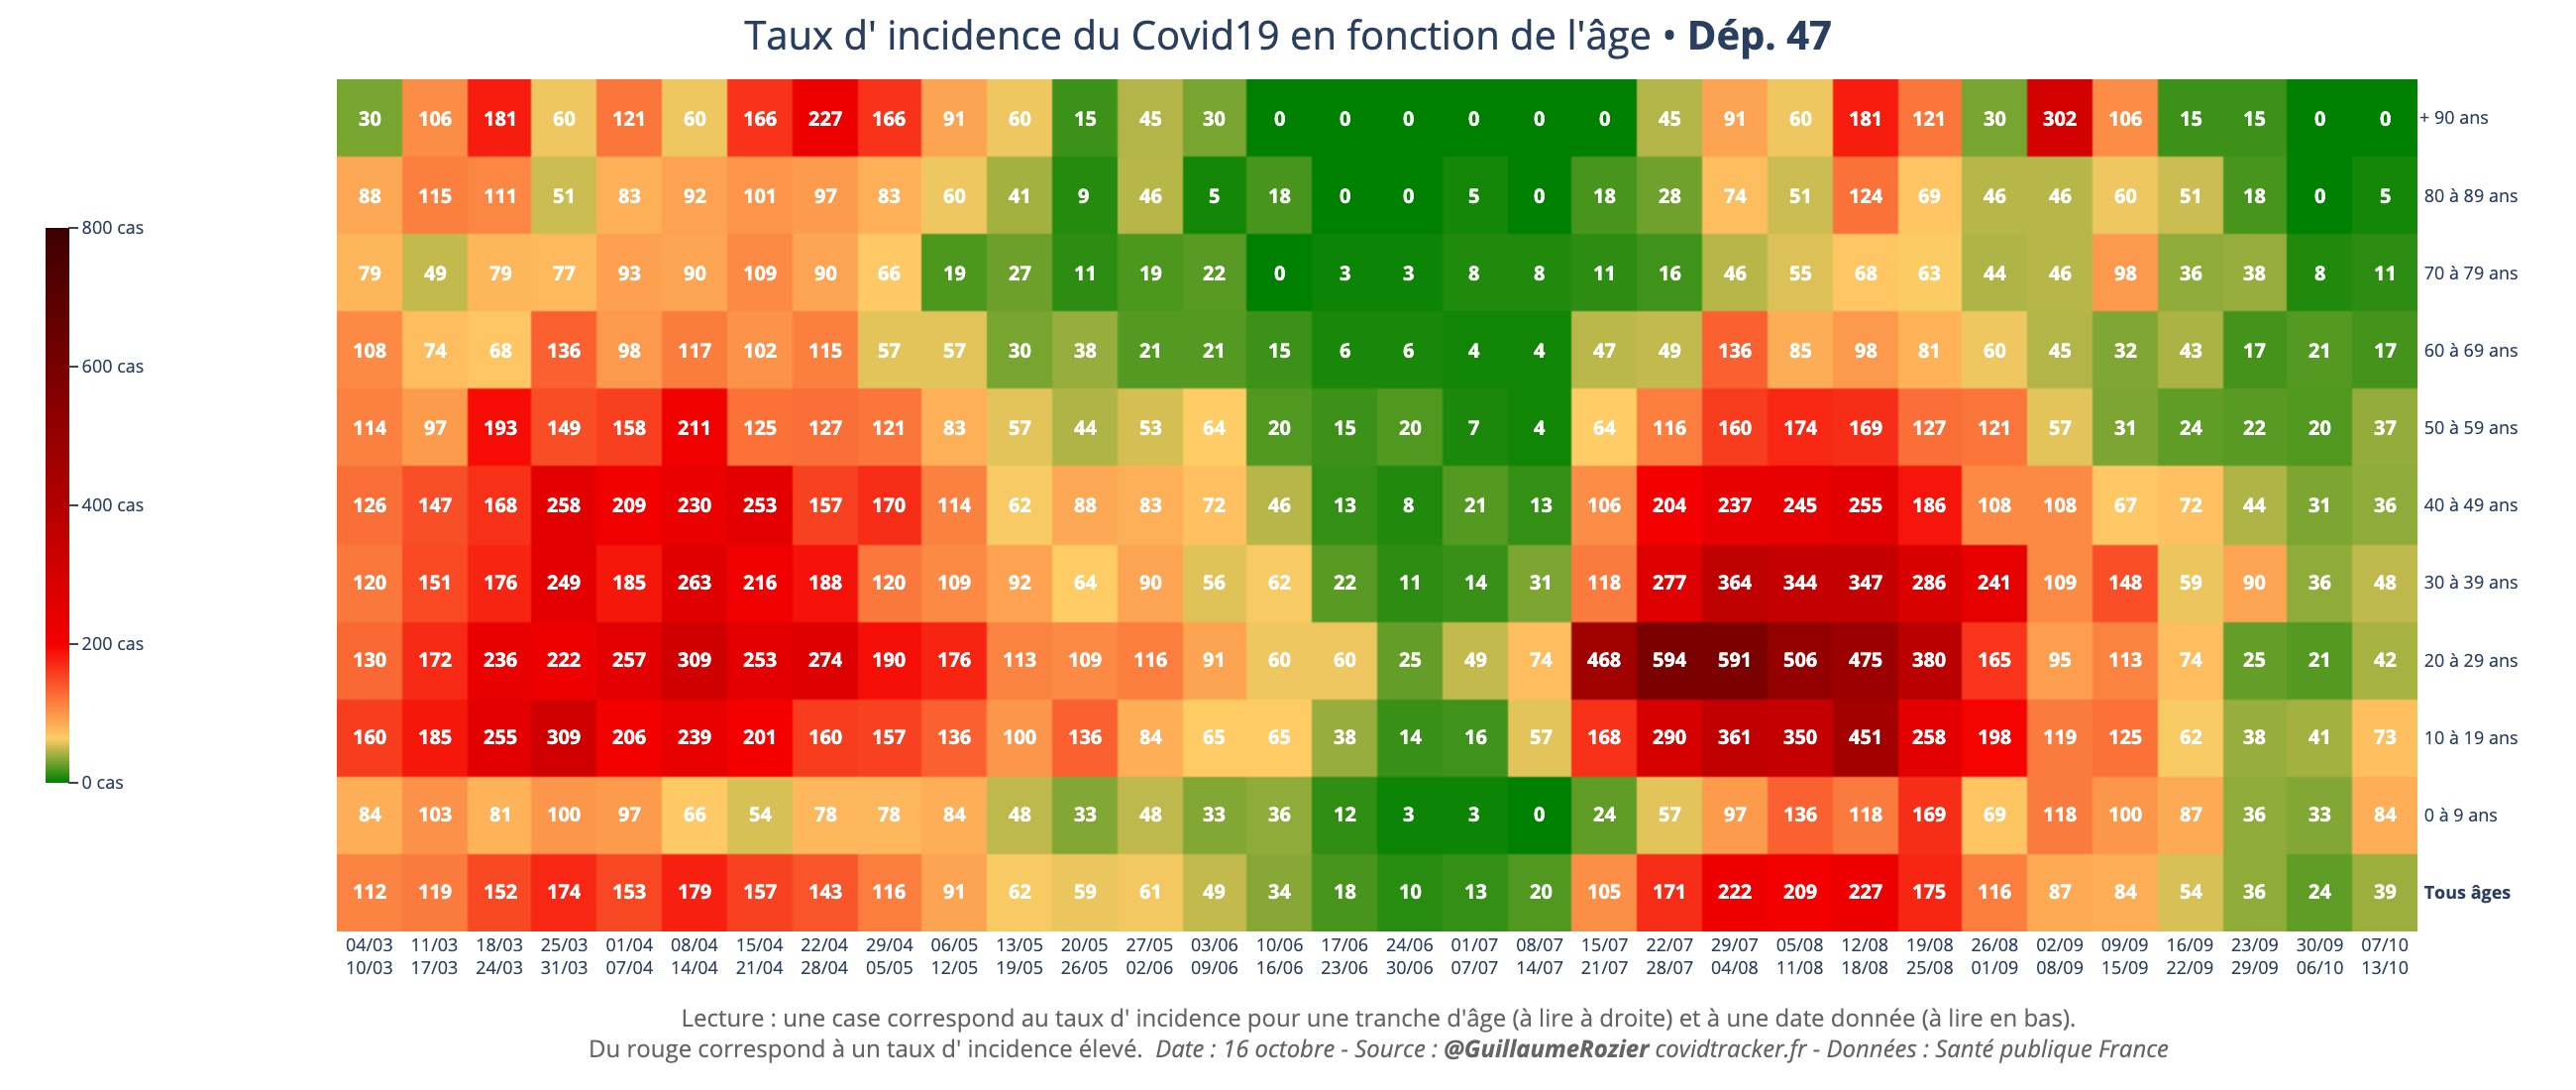 Taux d' incidence du Covid19 en fonction de l'âge • Dép. 47
800 cas
600 cas
400 cas
200 cas
0 cas
30 106 181 60 121 60 166 227 166 91 60 15 45 30 0 0 0 0 0 0 45 91 60 181 121 30 302 106 15 15 0 0 + 90 ans
88 115 111 51 83 92 101 97 83 60 41 9 46 5 18 0 0 5 0 18 28 74 51 124 69 46 46 60 51 18 0 5 80 à 89 ans
79 49 79 77 93 90 109 90 66 19 27 11 19 22 0 3 3 8 8 11 16 46 55 68 63 44 46 98 36 38 8 11 70 à 79 ans
108 74 68 136 98 117 102 115 57 57 30 38 21 21 15 6 6 4 4 47 49 136 85 98 81 60 45 32 43 17 21 17 60 à 69 ans
114 97 193 149 158 211 125 127 121 83 57 44 53 64 20 15 20 7 4 64 116 160 174 169 127 121 57 31 24 22 20 37 50 à 59 ans
126 147 168 258 209 230 253 157 170 114 62 88 83 72 46 13 8 21 13 106 204 237 245 255 186 108 108 67 72 44 31 36 40 à 49 ans
120 151 176 249 185 263 216 188 120 109 92 64 90 56 62 22 11 14 31 118 277 364 344 347 286 241 109 148 59 90 36 48 30 à 39 ans
130 172 236 222 257 309 253 274 190 176 113 109 116 91 60 60 25 49 74 468 594 591 506 475 380 165 95 113 74 25 21 42 20 à 29 ans
160 185 255 309 206 239 201 160 157 136 100 136 84 65 65 38 14 16 57 168 290 361 350 451 258 198 119 125 62 38 41 73 10 à 19 ans
84 103 81 100 97 66 54 78 78 84 48 33 48 33 36 12 3 3 0 24 57 97 136 118 169 69 118 100 87 36 33 84 0 à 9 ans
112 119 152 174 153 179 157 143 116 91 62 59 61 49 34 18 10 13 20 105 171 222 209 227 175 116 87 84 54 36 24 39 Tous âges
04/03 11/03 18/03 25/03 01/04 08/04 15/04 22/04 29/04 06/05 13/05 20/05 27/05 03/06 10/06 17/06 24/06 01/07 08/07 15/07 22/07 29/07 05/08 12/08 19/08 26/08 02/09 09/09 16/09 23/09 30/09 07/10
10/03 17/03 24/03 31/03 07/04 14/04 21/04 28/04 05/05 12/05 19/05 26/05 02/06 09/06 16/06 23/06 30/06 07/07 14/07 21/07 28/07 04/08 11/08 18/08 25/08 01/09 08/09 15/09 22/09 29/09 06/10 13/10
Lecture : une case correspond au taux d' incidence pour une tranche d'âge (à lire à droite) et à une date donnée (à lire en bas).
Du rouge correspond à un taux d' incidence élevé. Date : 16 octobre - Source : @GuillaumeRozier covidtracker.fr - Données : Santé publique France